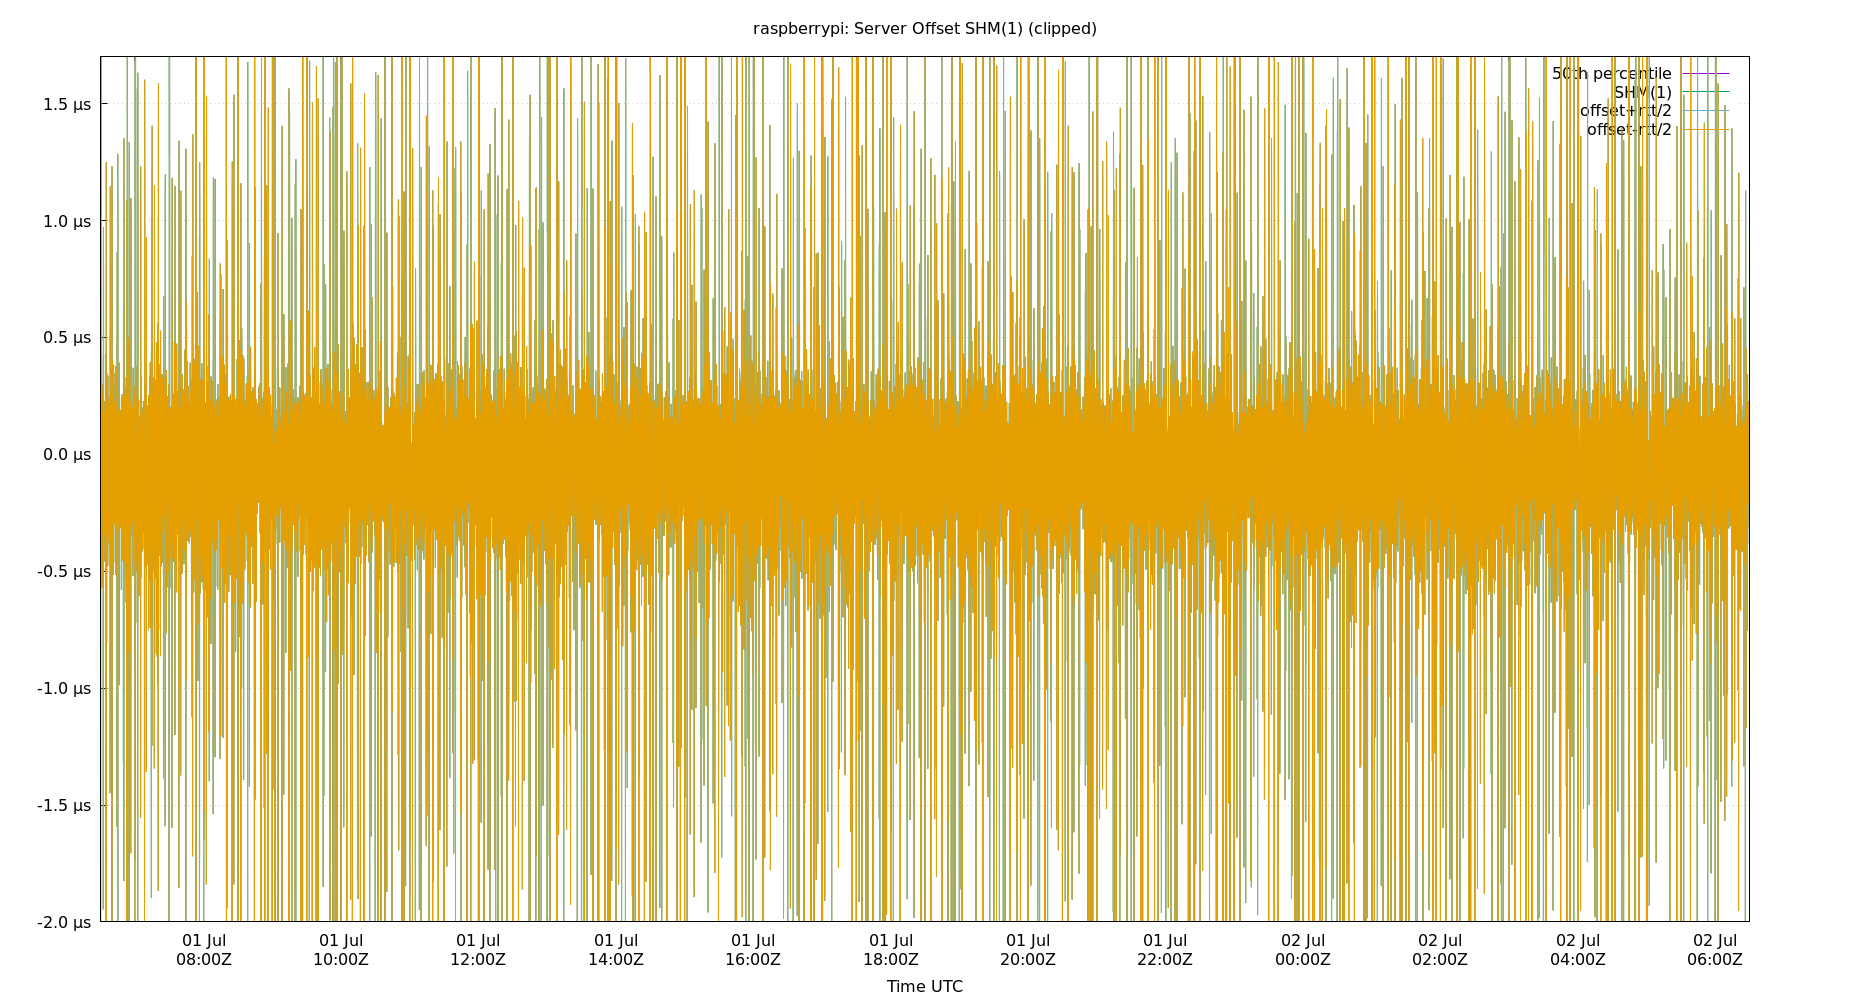 raspberrypi: Server Offset SHM(1) (clipped)
50th percentile
SHM(1)
offset+rtt/2
offset-rtt/2
1.5 µs
1.0 µs
0.5 µs
0.0 µs
-0.5 µs
-1.0 µs
-1.5 µs
-2.0 µs
01 Jul 01 Jul 01 Jul 01 Jul 01 Jul 01 Jul 01 Jul 01 Jul 02 Jul 02 Jul 02 Jul 02 Jul
08:00Z 10:00Z 12:00Z 14:00Z 16:00Z 18:00Z 20:00Z 22:00Z 00:00Z 02:00Z 04:00Z 06:00Z
Time UTC